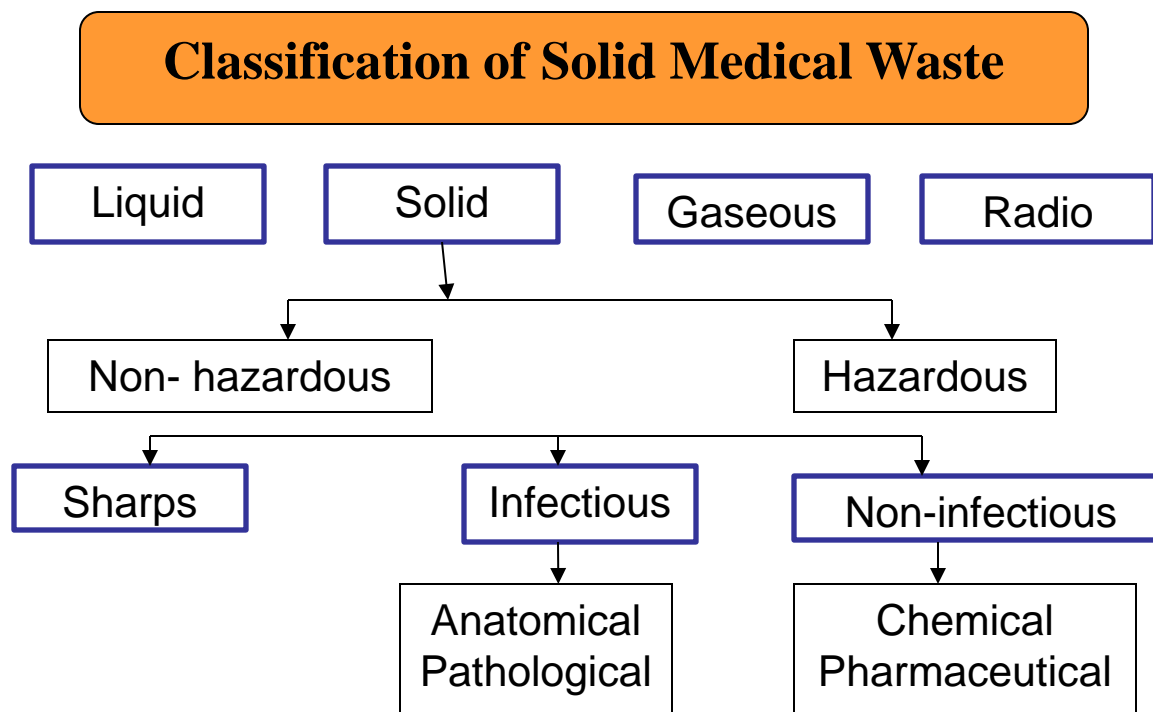 Classification of Solid Medical Waste
Liquid
Solid
Gaseous
Radio
Non- hazardous
Hazardous
Sharps
Infectious
Non-infectious
Anatomical
Pathological
Chemical
Pharmaceutical